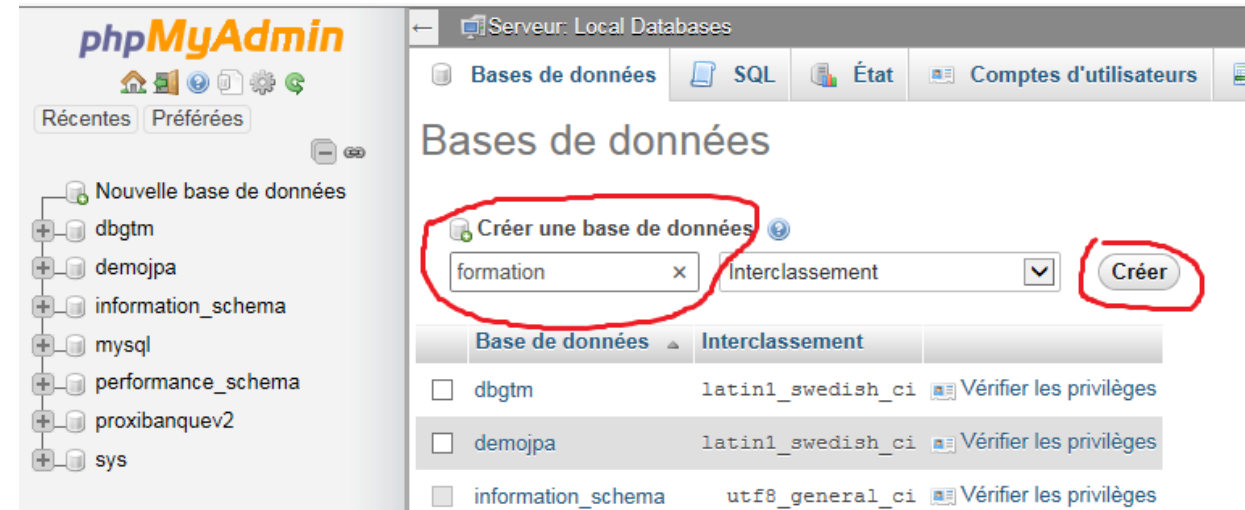 phpMyAdmin
Récentes Préférées
Nouvelle base de données
dbgtm
demojpa
information_schema
mysql
performance_schema
proxibanquev2
sys
Serveur: Local Databases
Bases de données SQL État Comptes d'utilisateurs
Bases de données
Créer une base de données
formation × Interclassement Créer
Base de données Interclassement
dbgtm latin1_swedish_ci Vérifier les privilèges
demojpa latin1_swedish_ci Vérifier les privilèges
information_schema utf8_general_ci Vérifier les privilèges